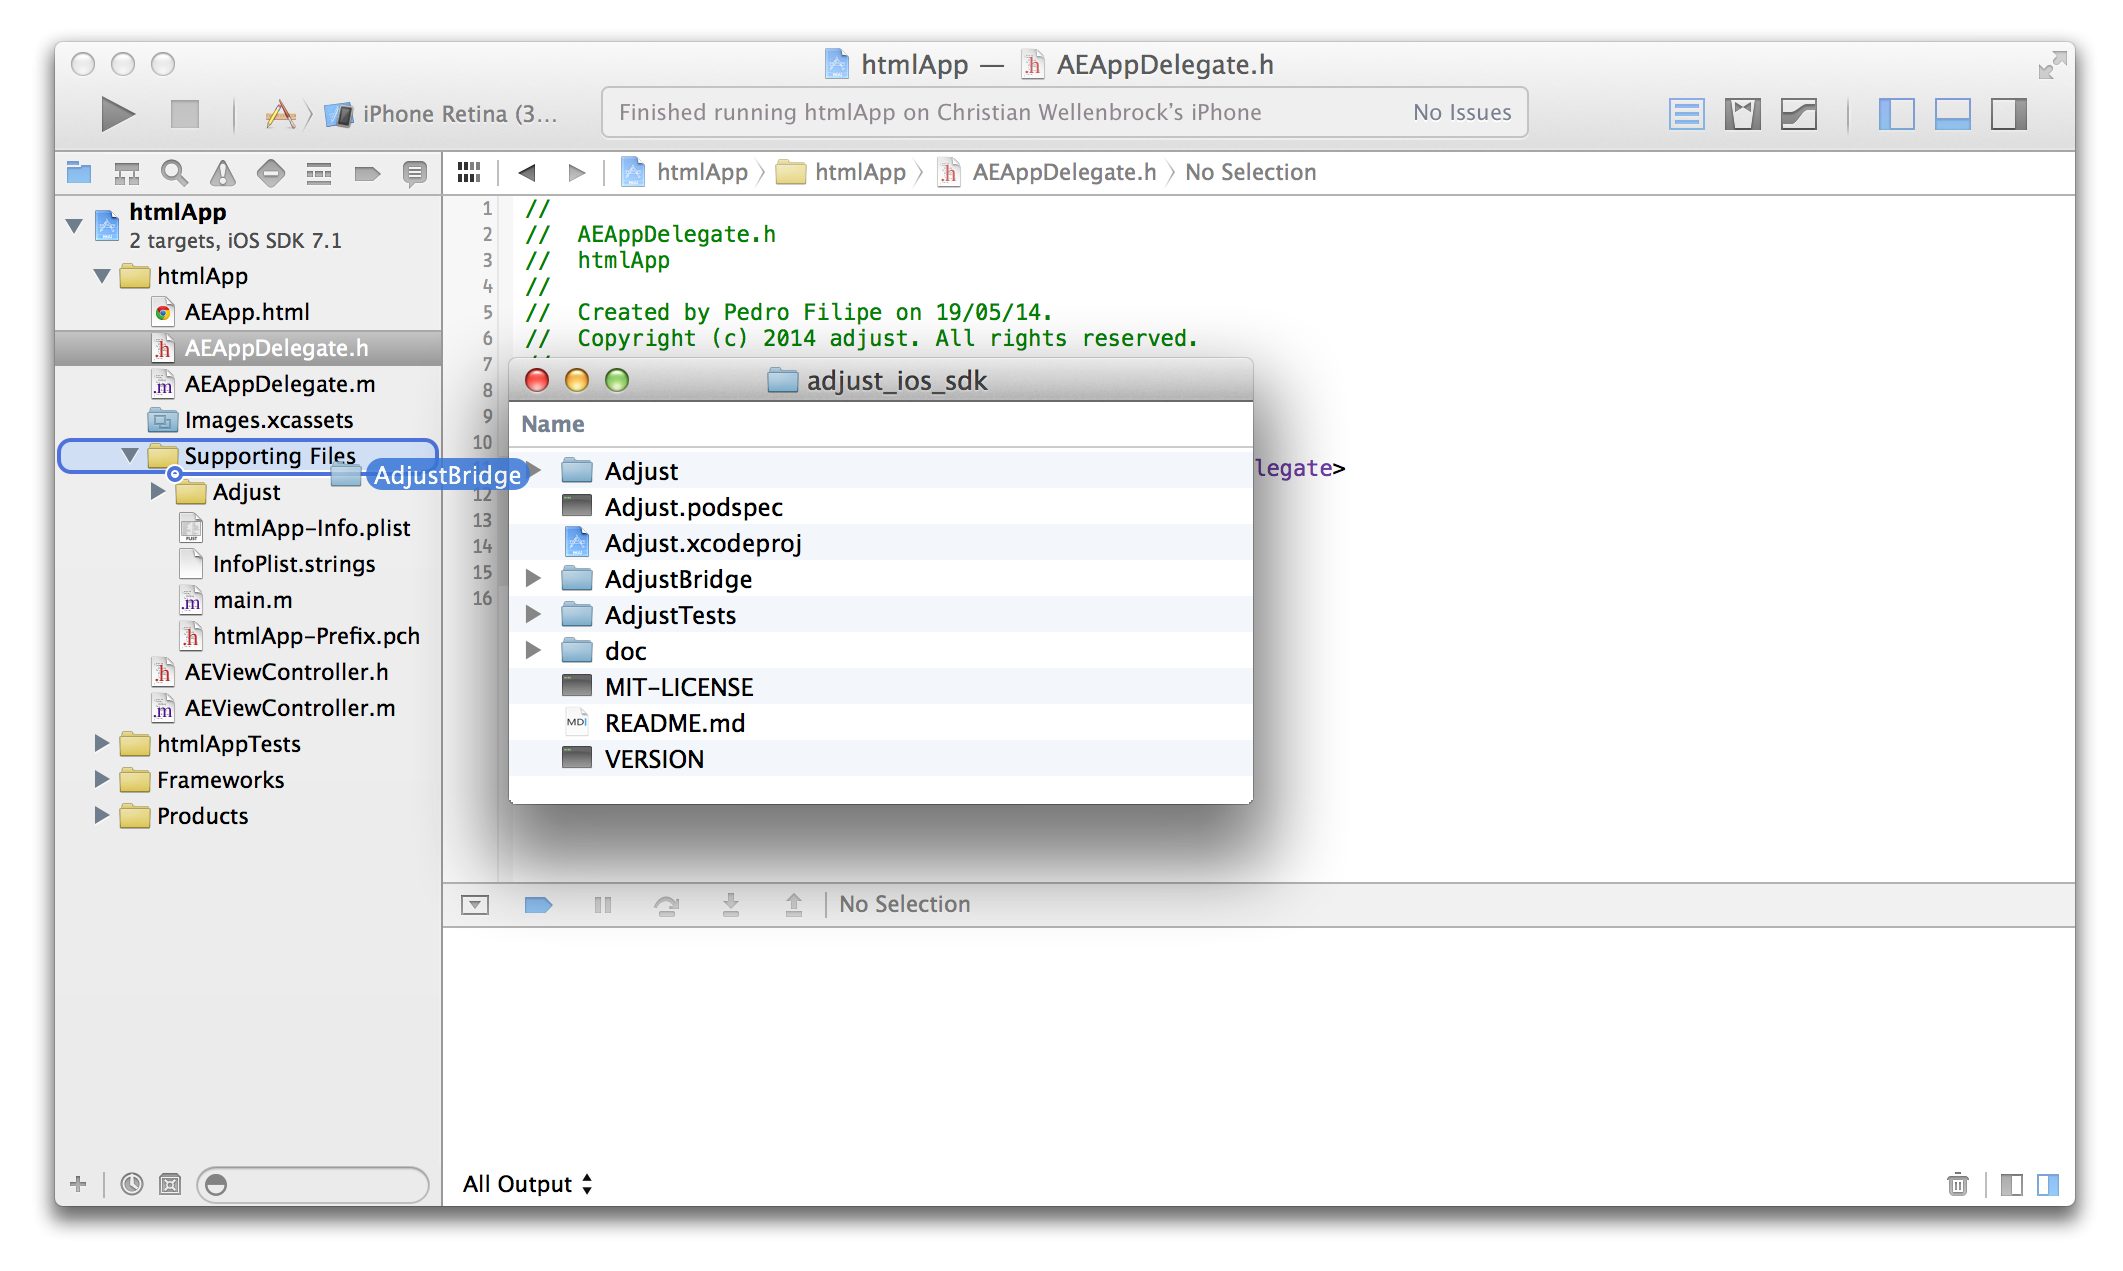 htmlApp — AEAppDelegate.h
iPhone Retina (3...
Finished running htmlApp on Christian Wellenbrock's iPhone
No Issues
htmlApp
htmlApp
AEAppDelegate.h
No Selection
htmlApp
2 targets, iOS SDK 7.1
htmlApp
AEApp.html
AEAppDelegate.h
AEAppDelegate.m
Images.xcassets
Supporting Files
AdjustBridge
Adjust
htmlApp-Info.plist
InfoPlist.strings
main.m
htmlApp-Prefix.pch
AEViewController.h
AEViewController.m
htmlAppTests
Frameworks
Products
1 //
2 // AEAppDelegate.h
3 // htmlApp
4 //
5 // Created by Pedro Filipe on 19/05/14.
6 // Copyright (c) 2014 adjust. All rights reserved.
7
8
9
10
legate>
12
13
14
15
16
adjust_ios_sdk
Name
Adjust
Adjust.podspec
Adjust.xcodeproj
AdjustBridge
AdjustTests
doc
MIT-LICENSE
README.md
VERSION
No Selection
All Output